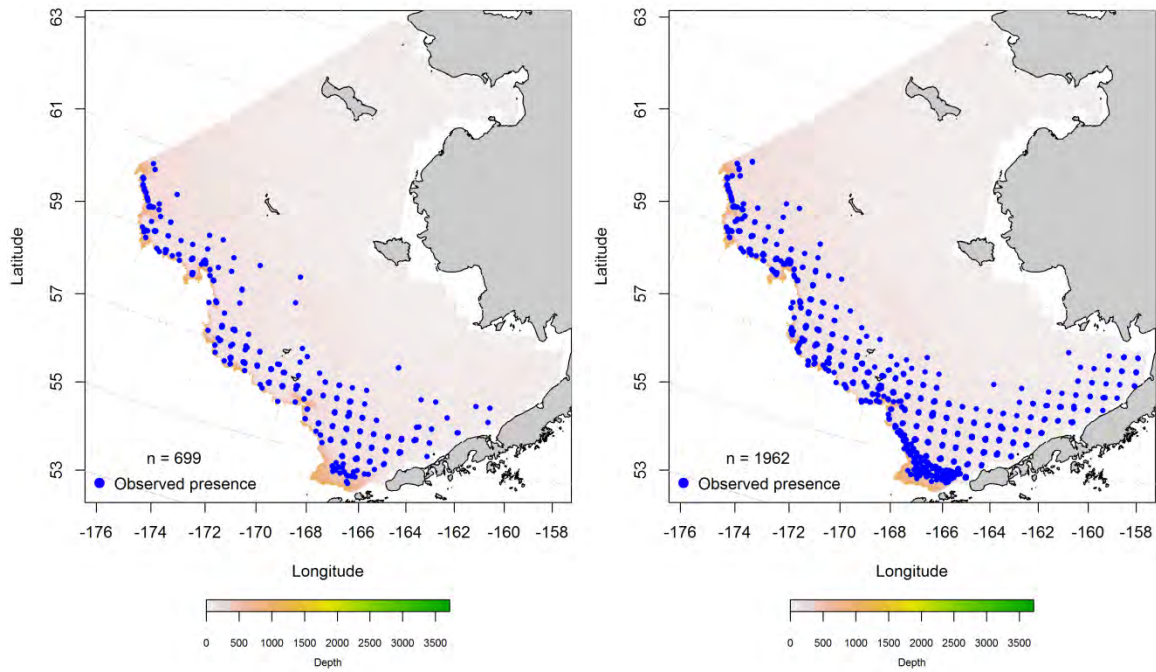 63
61
59
57
55
53
Latitude
n = 699
Observed presence
-176 -174 -172 -170 -168 -166 -164 -162 -160 -158
Longitude
0 500 1000 1500 2000 2500 3000 3500
Depth
63
61
59
57
55
53
Latitude
n = 1962
Observed presence
-176 -174 -172 -170 -168 -166 -164 -162 -160 -158
Longitude
0 500 1000 1500 2000 2500 3000 3500
Depth